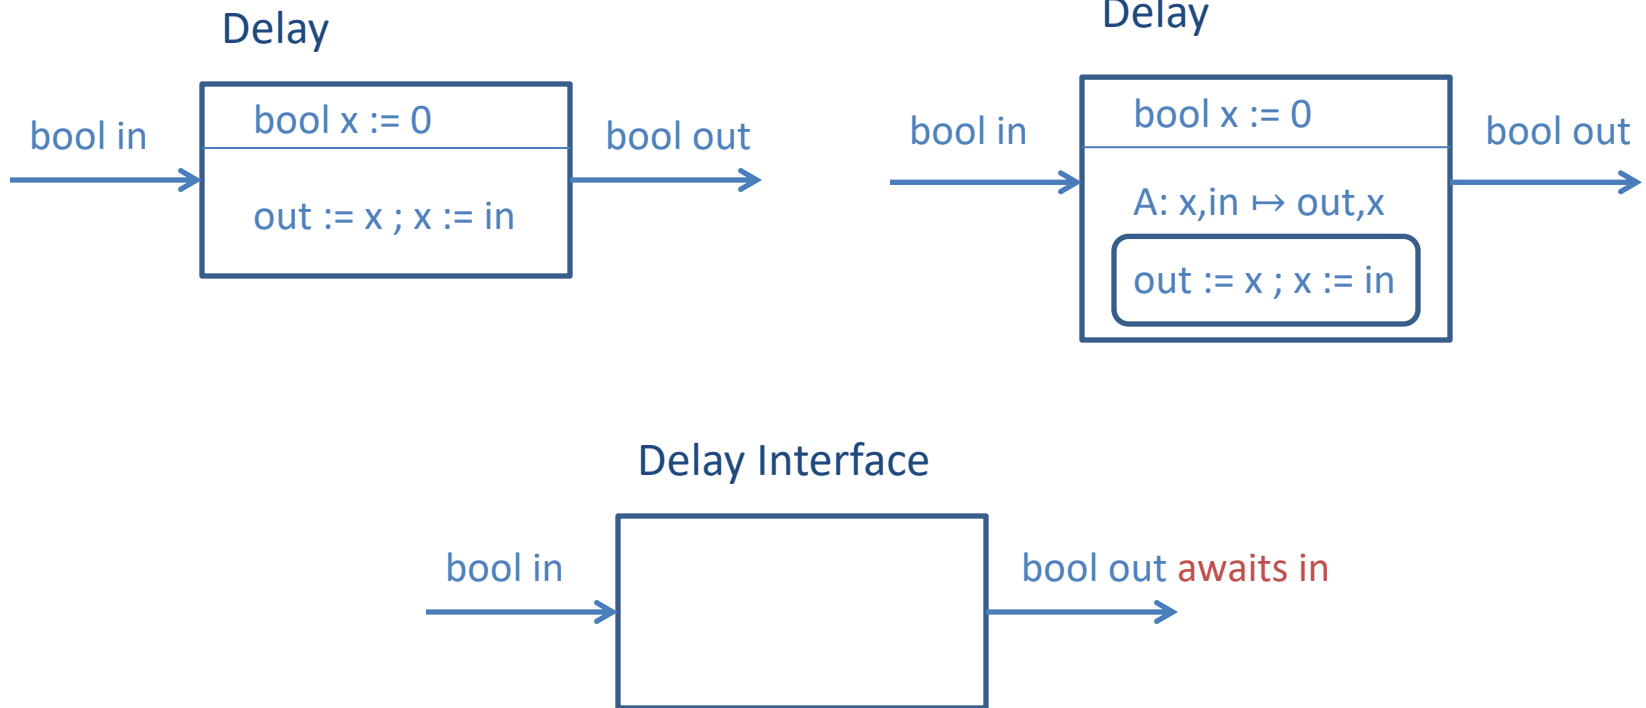 Delay
bool in
bool x := 0
out := x ; x := in
bool out
Delay
bool in
bool x := 0
A: x,in ↦ out,x
out := x ; x := in
bool out
Delay Interface
bool in
bool out awaits in